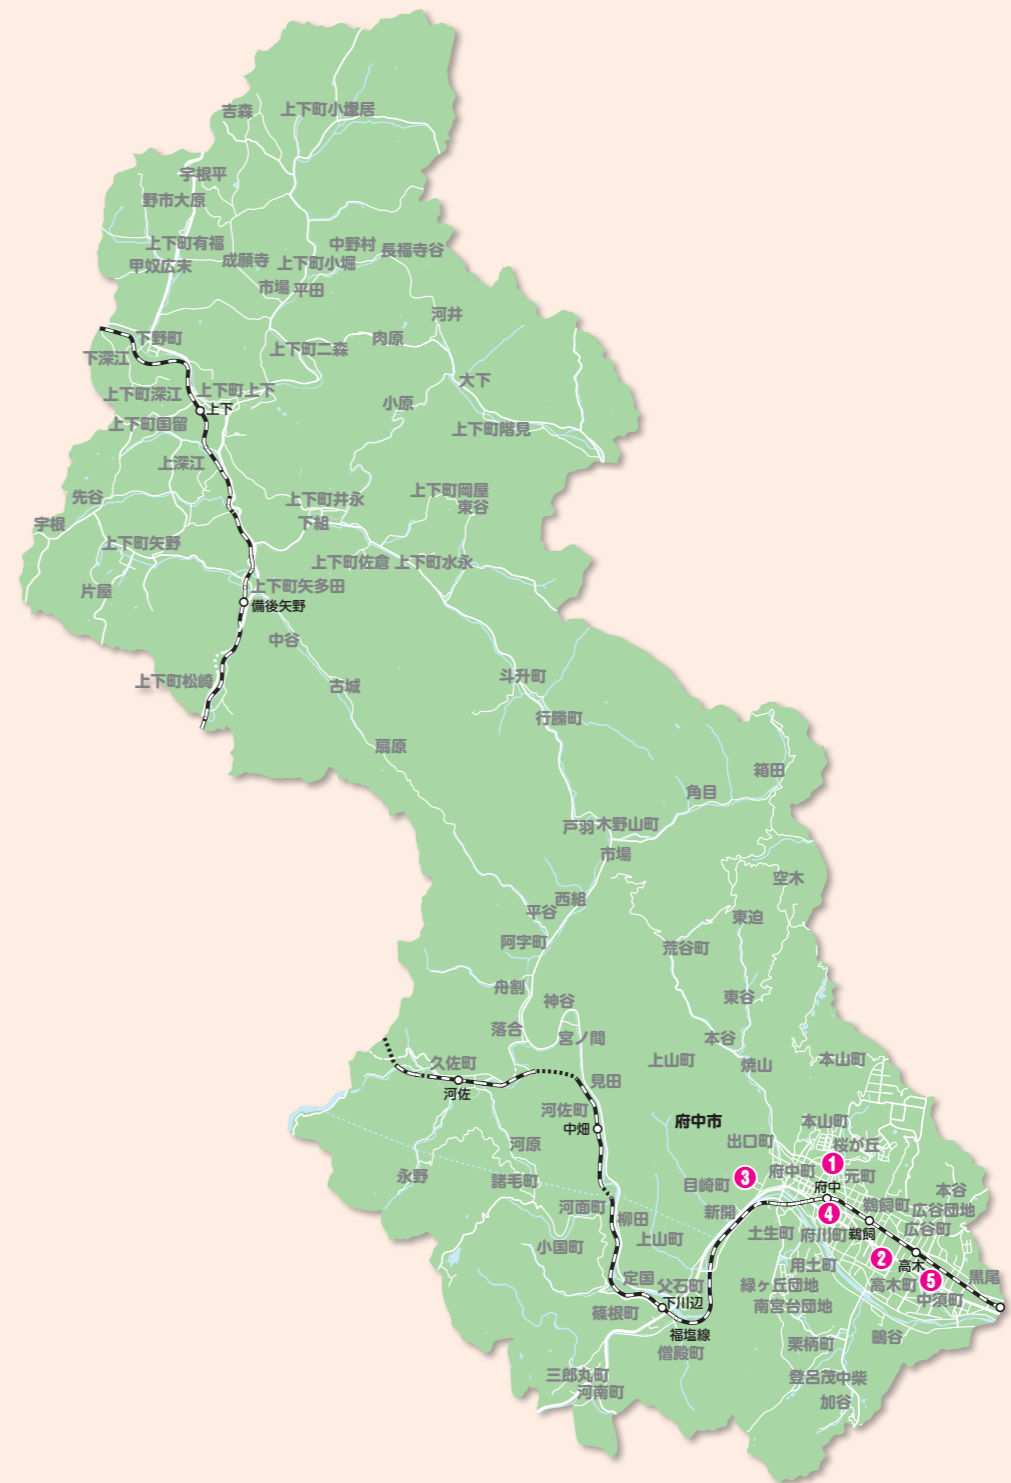 吉森
上下町小塚居
宇根平
野市大原
上下町有福
中野村
長福寺谷
甲奴広末
成願寺
上下町小堀
市場
平田
河井
下野町
肉原
下深江
上下町二森
大下
上下町深江
上下町上下
小原
上下
上下町国留
上下町階見
上深江
上下町岡屋
先谷
上下町井永
東谷
宇根
下組
上下町矢野
上下町佐倉
上下町水永
片屋
上下町矢多田
備後矢野
中谷
上下町松崎
古城
斗升町
行縢町
扇原
箱田
角目
戸羽
木野山町
市場
空木
西組
平谷
東迫
阿字町
荒谷町
舟割
神谷
東谷
落合
宮ノ間
本谷
久佐町
上山町
焼山
本山町
河佐
見田
河佐町
中畑
府中市
本山町
出口町
桜が丘
河原
1
府中町
元町
永野
諸毛町
3
目崎町
府中
本谷
河面町
新開
4
鵜飼町
広谷団地
柳田
土生町
府川町
鵜飼
広谷町
小国町
上山町
2
高木
用土町
定国
父石町
緑ヶ丘団地
高木町
5
黒尾
下川辺
南宮台団地
中須町
篠根町
福塩線
栗柄町
鴫谷
僧殿町
三郎丸町
登呂茂
中柴
河南町
加谷